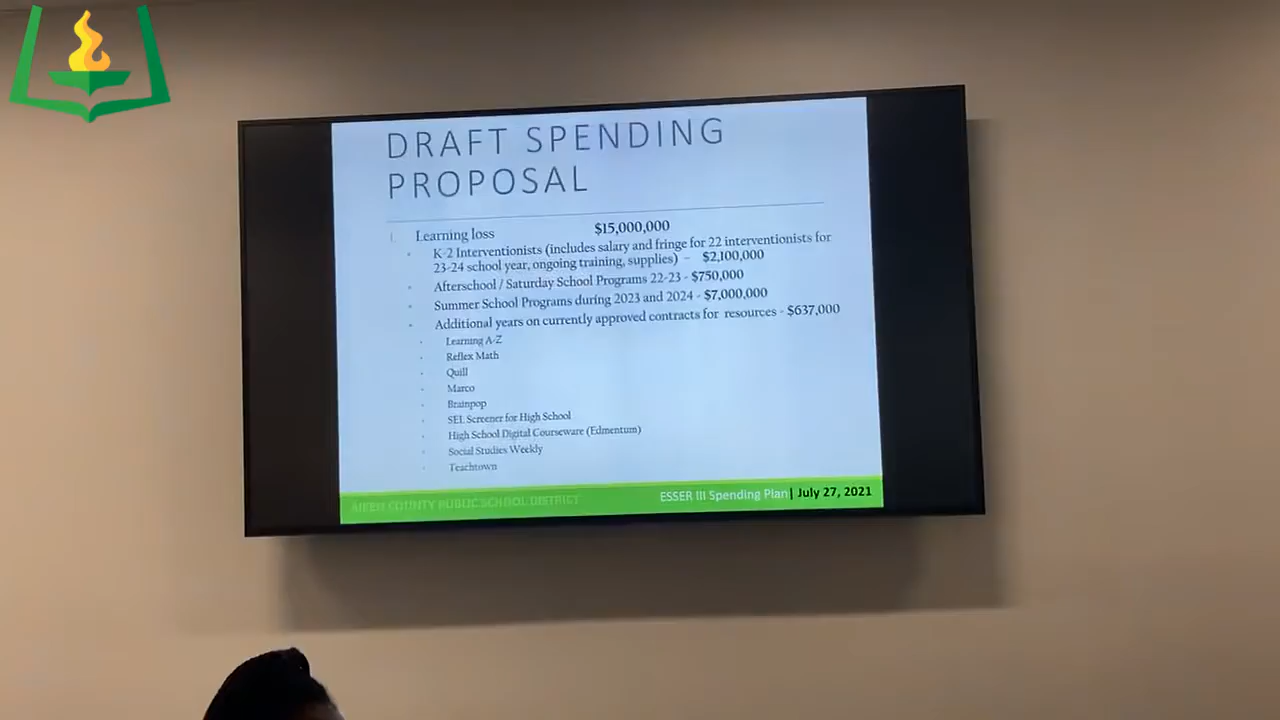 DRAFT SPENDING
PROPOSAL
1. Learning loss $15,000,000
• K-2 Interventionists (includes salary and fringe for 22 interventionists for
23-24 school year, ongoing training, supplies) – $2,100,000
• Afterschool / Saturday School Programs 22-23 - $750,000
• Summer School Programs during 2023 and 2024 - $7,000,000
• Additional years on currently approved contracts for resources - $637,000
• Learning A-Z
• Reflex Math
• Quill
• Marco
• Brainpop
• SEL Screener for High School
• High School Digital Courseware (Edmentum)
• Social Studies Weekly
• Teachtown
AIKEN COUNTY PUBLIC SCHOOL DISTRICT ESSER III Spending Plan| July 27, 2021